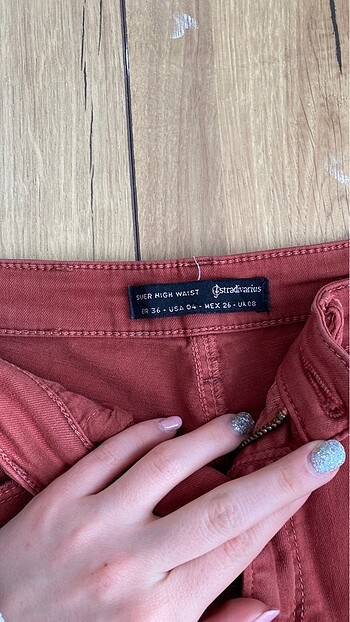 SUPER HIGH WAIST stradivarius
EUR 36 - USA 04 - MEX 26 - UK 08